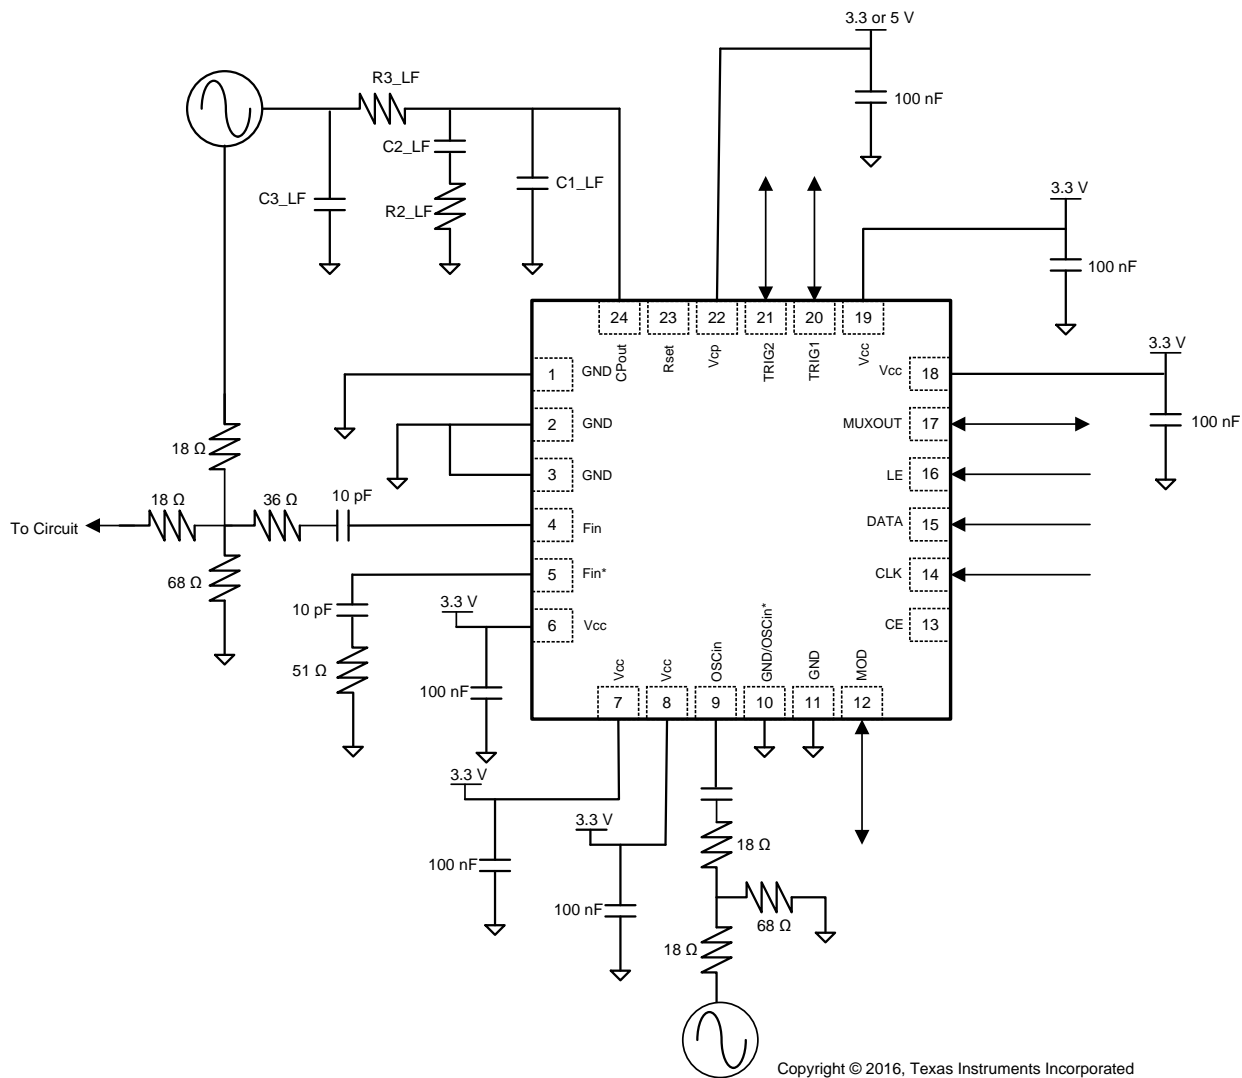 3.3 or 5 V
100 nF
R3_LF
C2_LF
C3_LF
R2_LF
C1_LF
3.3 V
100 nF
24
23
22
21
20
19
CPout
Rset
Vcp
TRIG2
TRIG1
Vcc
3.3 V
100 nF
1
GND
Vcc
18
2
GND
MUXOUT
17
18 Ω
3
GND
LE
16
18 Ω
36 Ω
10 pF
To Circuit
4
Fin
DATA
15
68 Ω
5
Fin*
CLK
14
10 pF
3.3 V
6
Vcc
CE
13
51 Ω
100 nF
Vcc
Vcc
OSCin
GND/OSCin*
GND
MOD
7
8
9
10
11
12
3.3 V
100 nF
3.3 V
100 nF
18 Ω
68 Ω
18 Ω
Copyright © 2016, Texas Instruments Incorporated